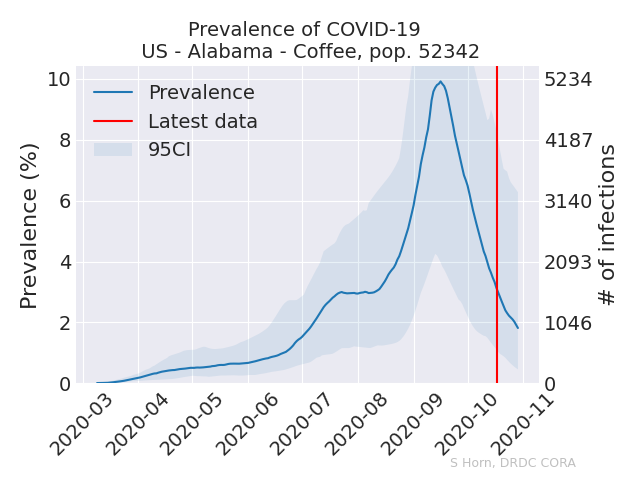 Prevalence of COVID-19
US - Alabama - Coffee, pop. 52342
Prevalence (%)
10
8
6
4
2
0
Prevalence
Latest data
95CI
5234
4187
3140
2093
1046
0
# of infections
2020-03
2020-04
2020-05
2020-06
2020-07
2020-08
2020-09
2020-10
2020-11
S Horn, DRDC CORA